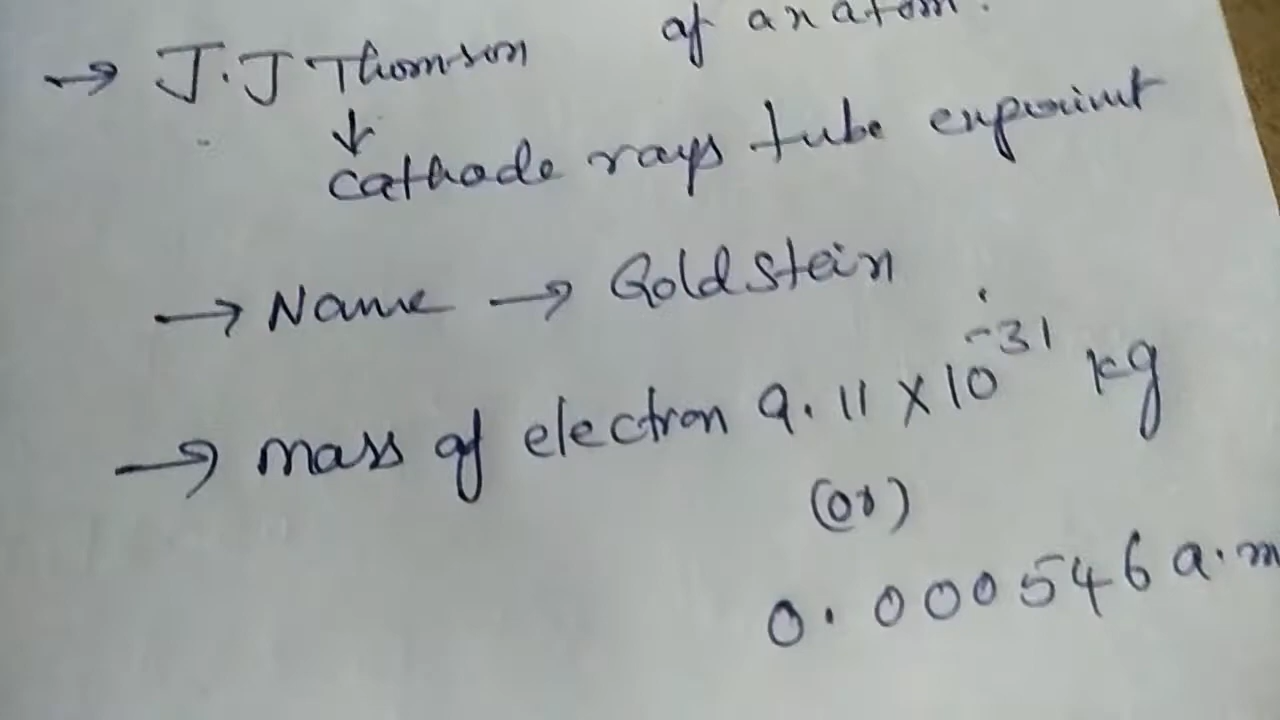 of an atom.
→ J.J Thomson
↓
cathode rays tube experimt
→ Name → Goldstein
→ mass of electron 9.11 × 10⁻³¹ kg
(or)
0.000546 a.m